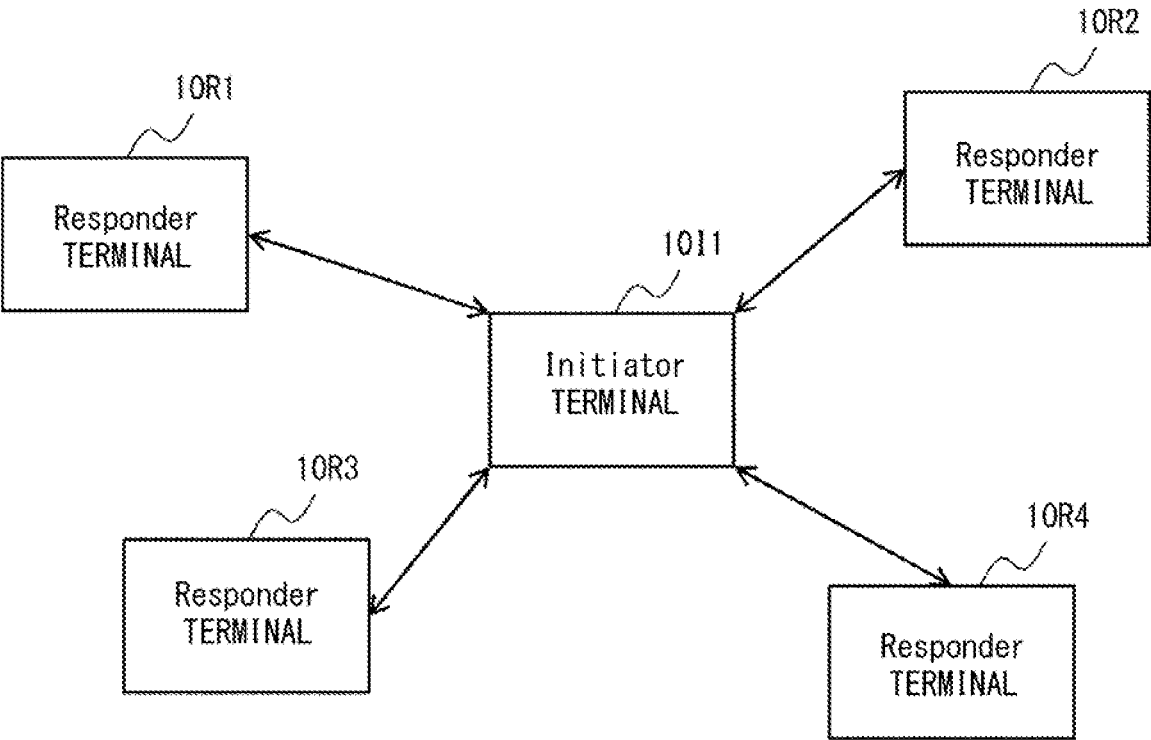 10R1
Responder
TERMINAL
10R2
Responder
TERMINAL
10I1
Initiator
TERMINAL
10R3
Responder
TERMINAL
10R4
Responder
TERMINAL